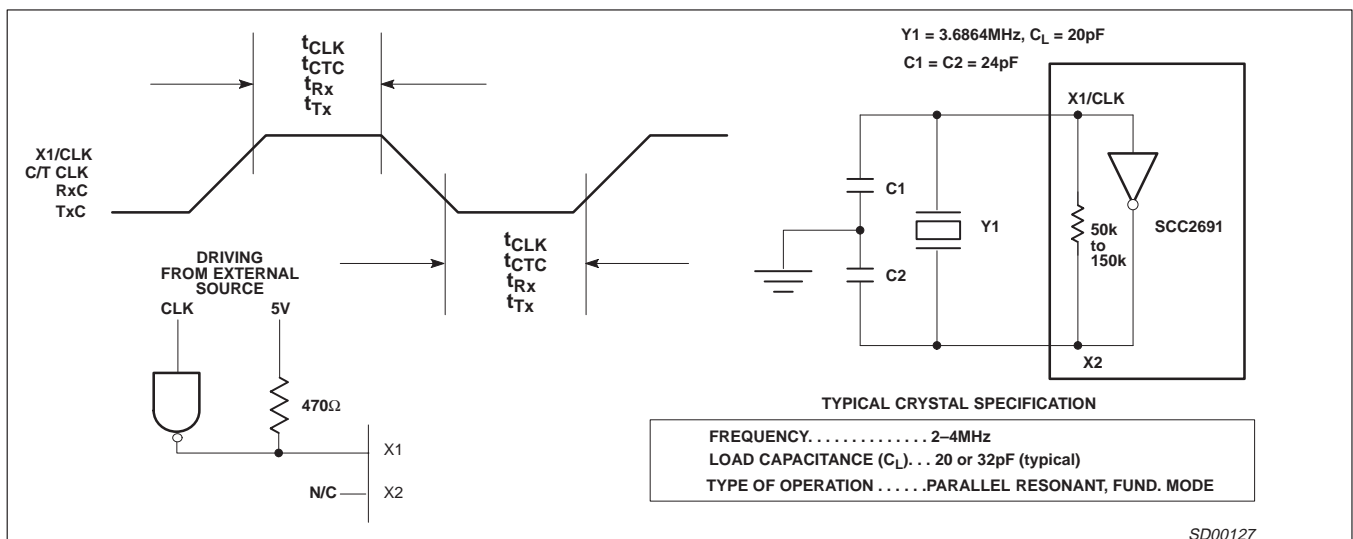 tCLK
tCTC
tRx
tTx
X1/CLK
C/T CLK
RxC
TxC
tCLK
tCTC
tRx
tTx
DRIVING
FROM EXTERNAL
SOURCE
CLK
5V
470Ω
X1
N/C
X2
Y1 = 3.6864MHz, CL = 20pF
C1 = C2 = 24pF
X1/CLK
C1
Y1
C2
50k
to
150k
SCC2691
X2
TYPICAL CRYSTAL SPECIFICATION
FREQUENCY. . . . . . . . . . . . . . 2–4MHz
LOAD CAPACITANCE (CL). . . 20 or 32pF (typical)
TYPE OF OPERATION . . . . . .PARALLEL RESONANT, FUND. MODE
SD00127